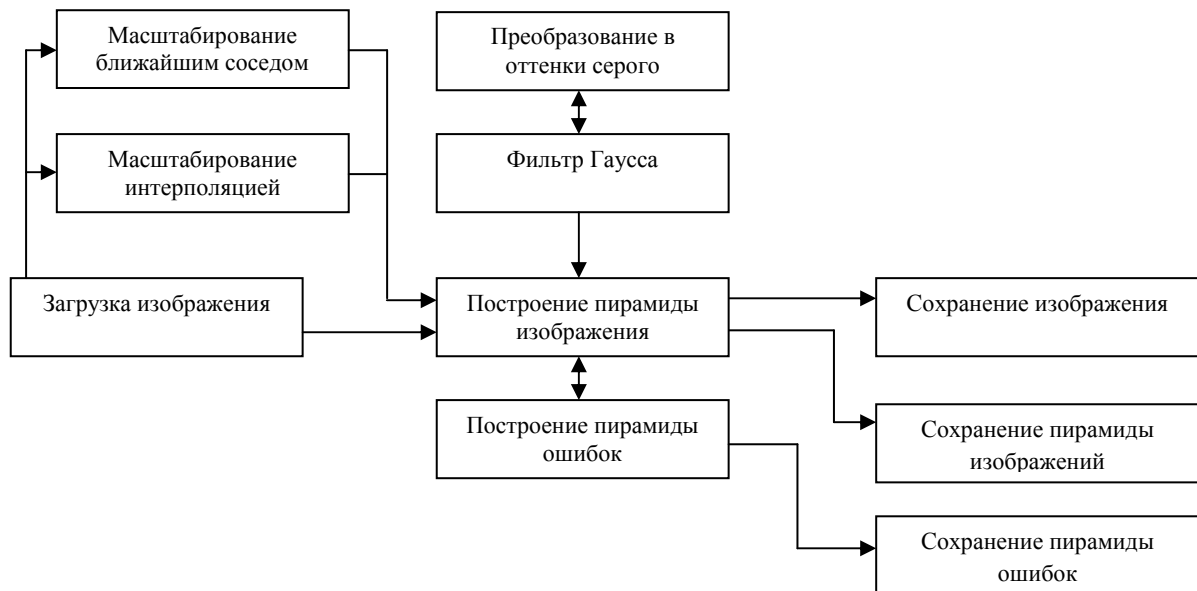 Масштабирование
ближайшим соседом
Преобразование в
оттенки серого
Масштабирование
интерполяцией
Фильтр Гаусса
Загрузка изображения
Построение пирамиды
изображения
Сохранение изображения
Построение пирамиды
ошибок
Сохранение пирамиды
изображений
Сохранение пирамиды
ошибок